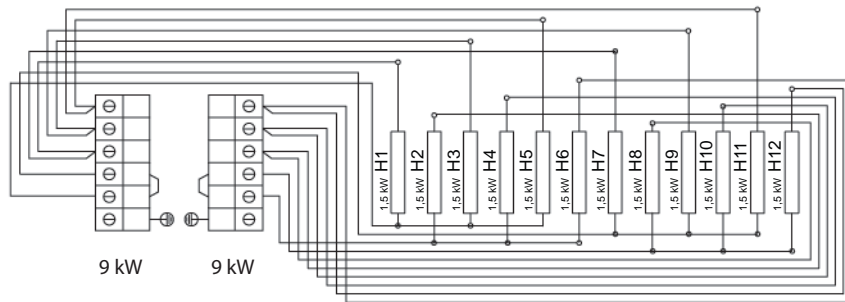 1,5 kW H1
1,5 kW H2
1,5 kW H3
1,5 kW H4
1,5 kW H5
1,5 kW H6
1,5 kW H7
1,5 kW H8
1,5 kW H9
1,5 kW H10
1,5 kW H11
1,5 kW H12
9 kW
9 kW